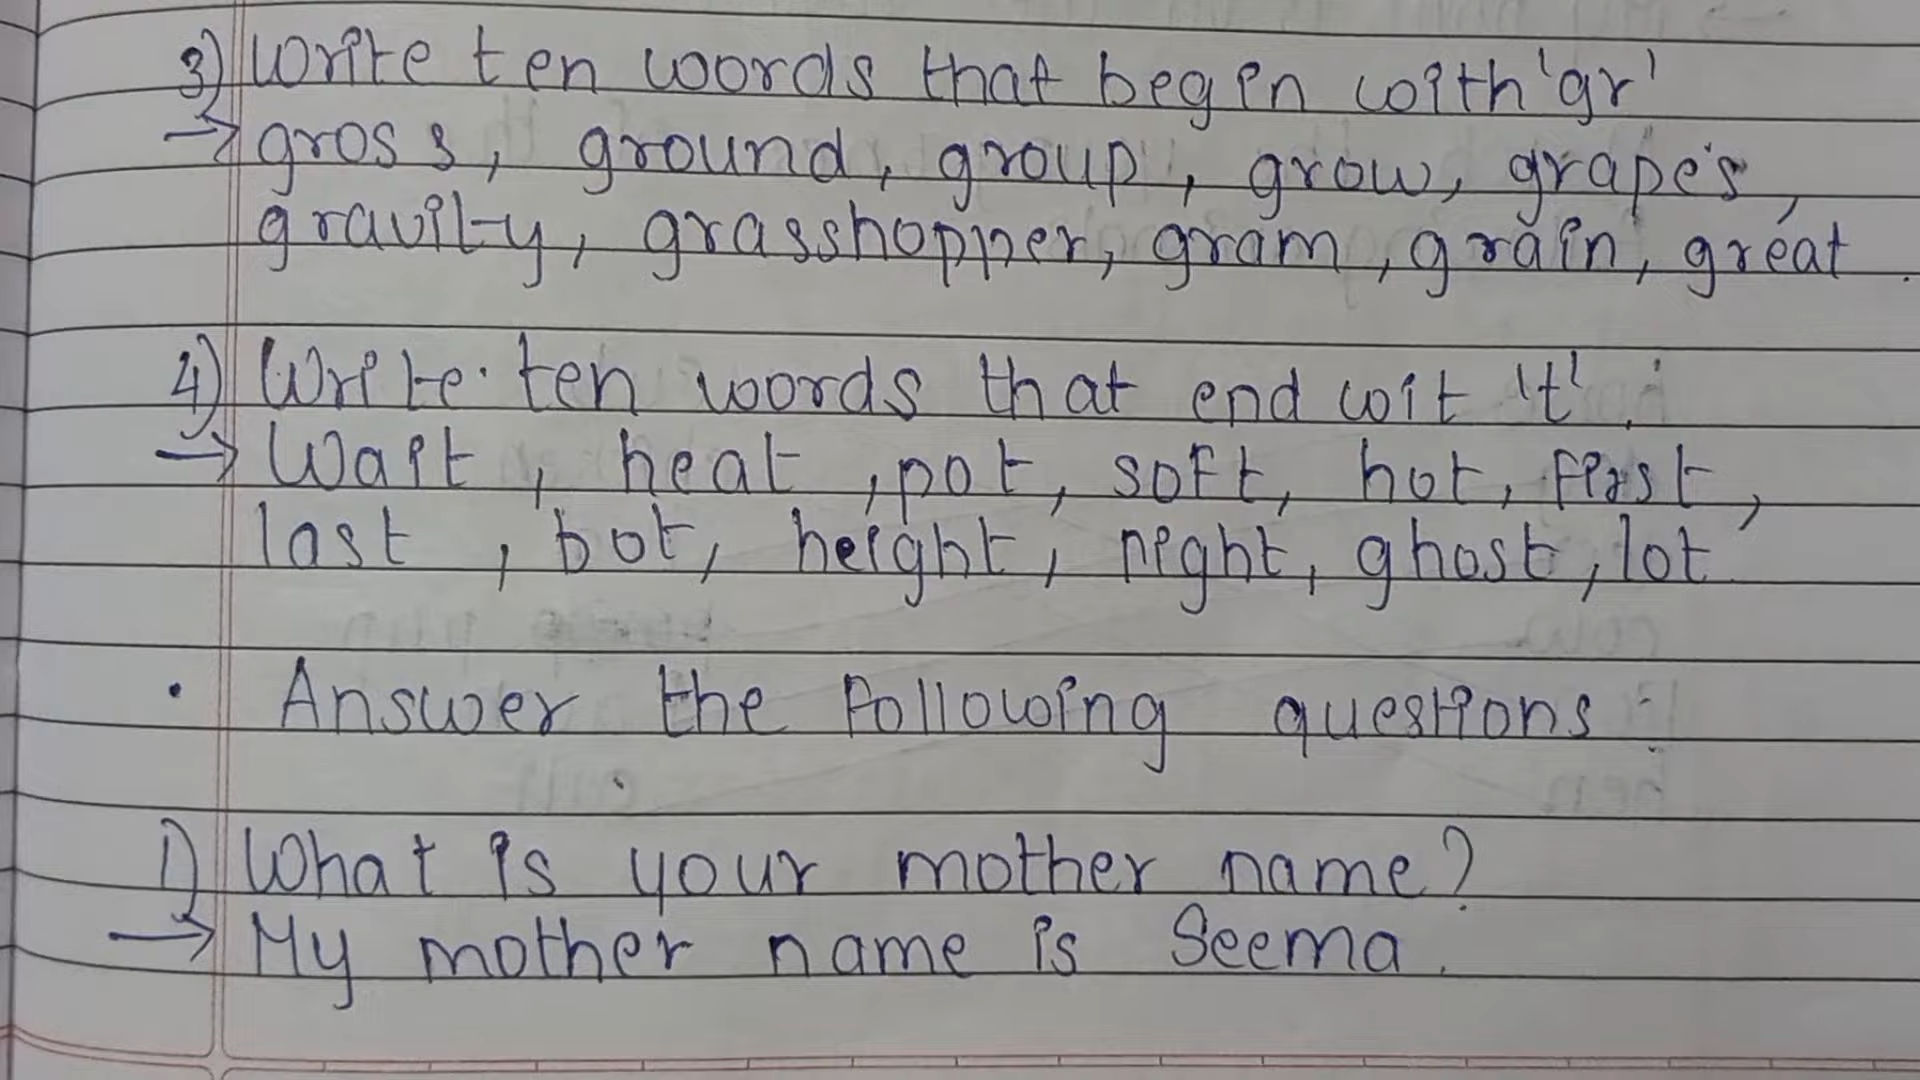 3) Write ten words that begin with 'gr'
→ gross, ground, group, grow, grapes,
gravity, grasshopper, gram, grain, great.
4) Write ten words that end wit 't'.
→ Wait, heat, pot, soft, hot, first,
last, bot, height, night, ghost, lot
• Answer the following questions:
1) What is your mother name?
→ My mother name is Seema.